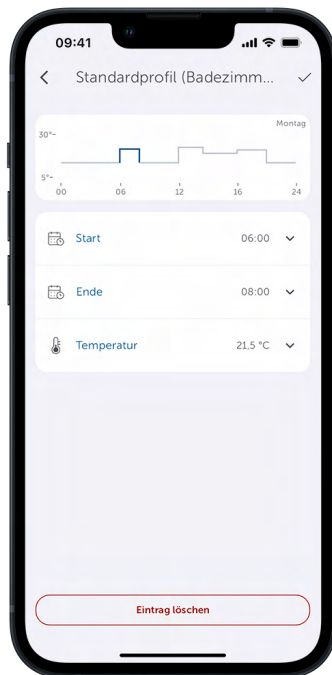 09:41
Standardprofil (Badezimm...
Montag
30°-
5°-
00 06 12 16 24
Start 06:00
Ende 08:00
Temperatur 21,5 °C
Eintrag löschen